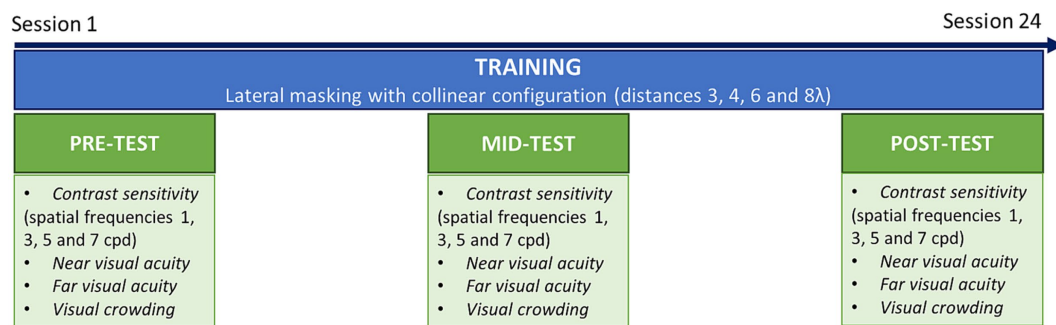 Session 1
Session 24
TRAINING
Lateral masking with collinear configuration (distances 3, 4, 6 and 8λ)
PRE-TEST
• Contrast sensitivity
(spatial frequencies 1,
3, 5 and 7 cpd)
• Near visual acuity
• Far visual acuity
• Visual crowding
MID-TEST
• Contrast sensitivity
(spatial frequencies 1,
3, 5 and 7 cpd)
• Near visual acuity
• Far visual acuity
• Visual crowding
POST-TEST
• Contrast sensitivity
(spatial frequencies 1,
3, 5 and 7 cpd)
• Near visual acuity
• Far visual acuity
• Visual crowding